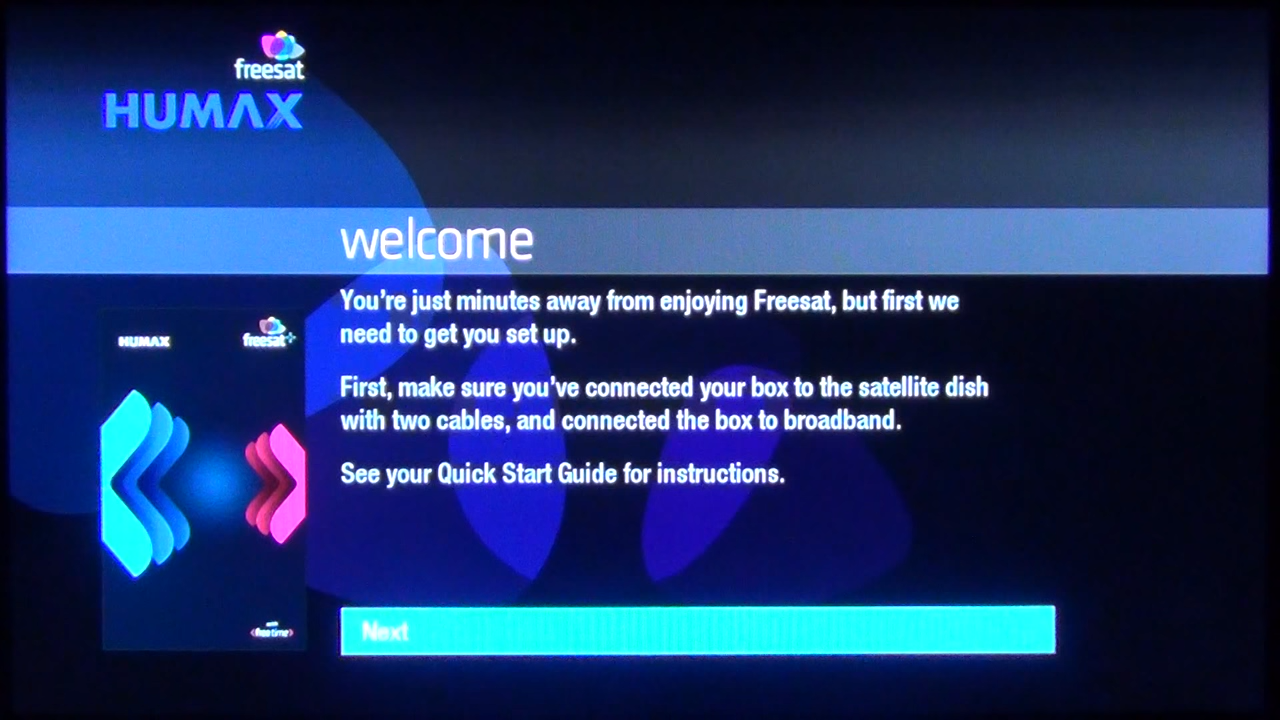 freesat
HUMAX
welcome
You're just minutes away from enjoying Freesat, but first we
need to get you set up.
First, make sure you've connected your box to the satellite dish
with two cables, and connected the box to broadband.
See your Quick Start Guide for instructions.
HUMAX
freesat+
<free time>
Next